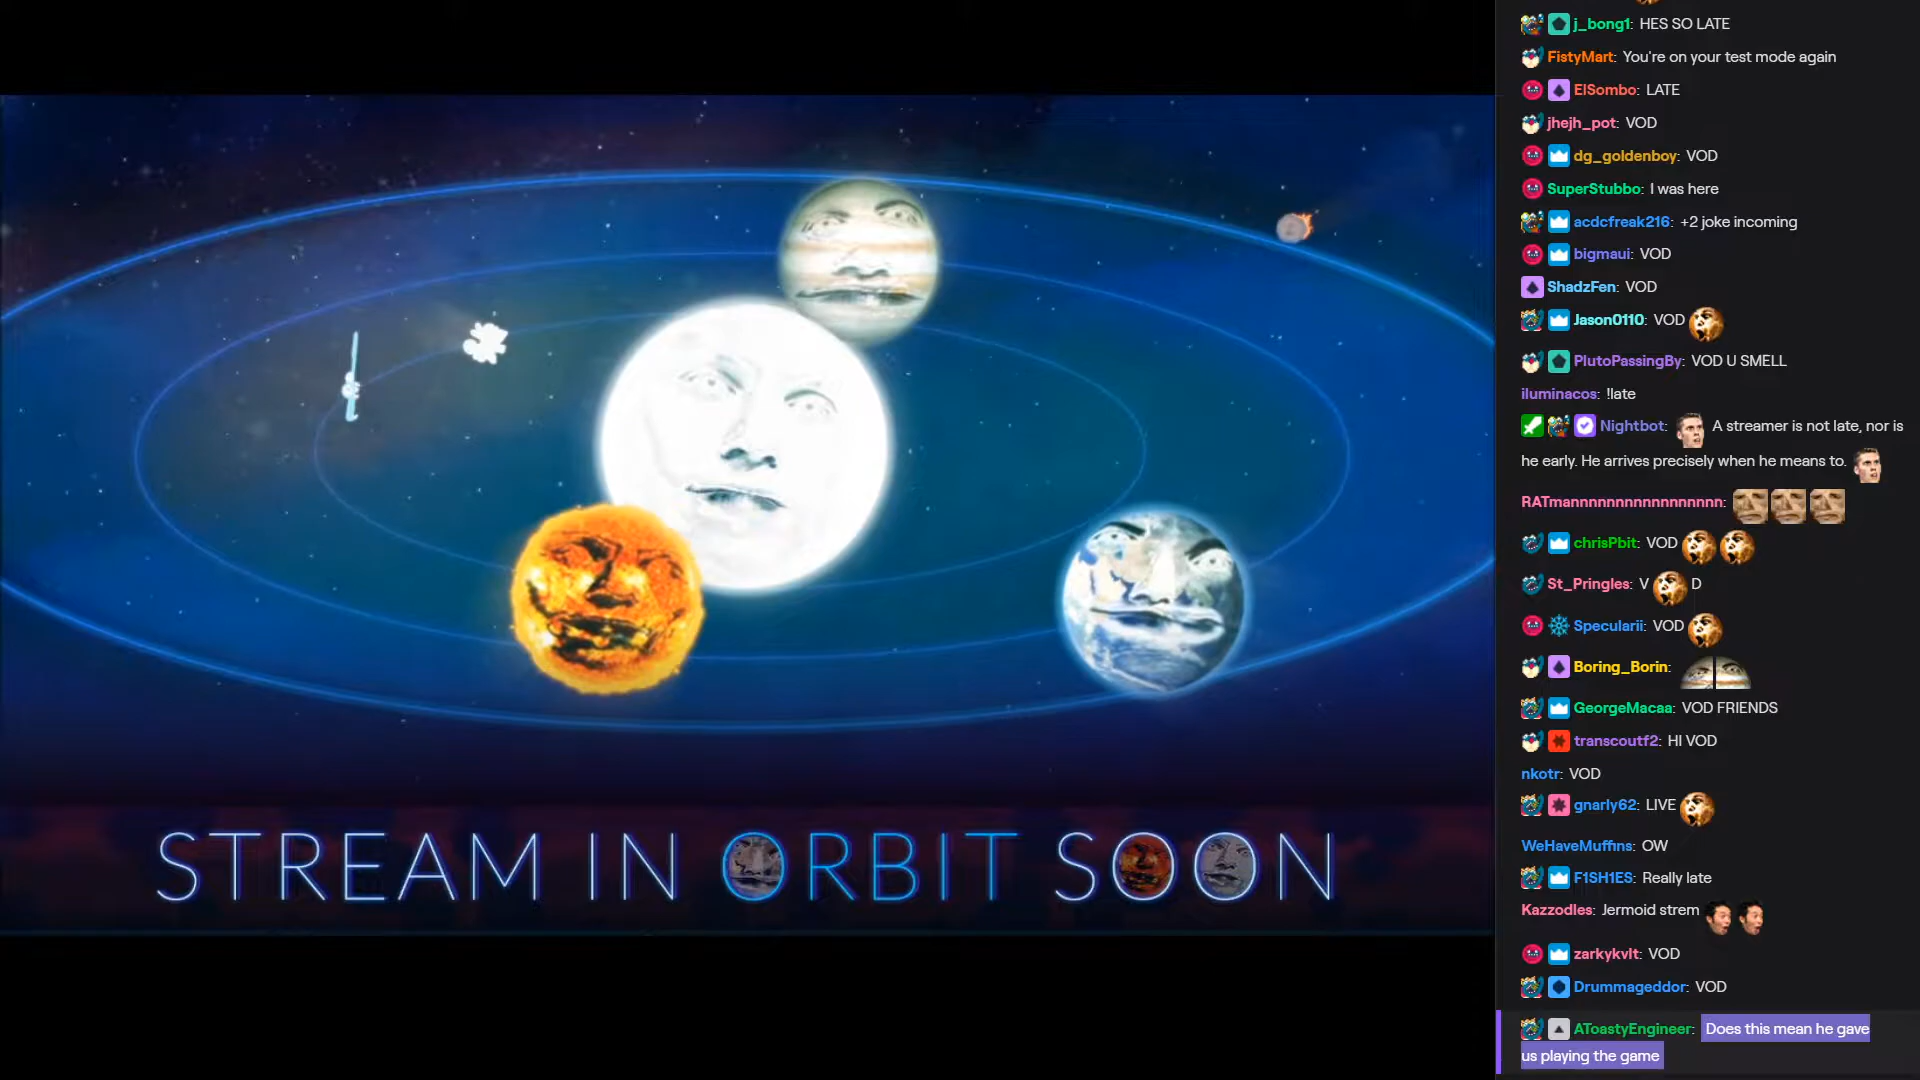 j_bong1: HES SO LATE
FistyMart: You're on your test mode again
ElSombo: LATE
jhejh_pot: VOD
dg_goldenboy: VOD
SuperStubbo: I was here
acdcfreak216: +2 joke incoming
bigmaui: VOD
ShadzFen: VOD
Jason0110: VOD
PlutoPassingBy: VOD U SMELL
iluminacos: !late
Nightbot: A streamer is not late, nor is
he early. He arrives precisely when he means to.
RATmannnnnnnnnnnnnnnnnn:
chrisPbit: VOD
St_Pringles: V D
Specularii: VOD
Boring_Borin:
GeorgeMacaa: VOD FRIENDS
transcoutf2: HI VOD
nkotr: VOD
gnarly62: LIVE
WeHaveMuffins: OW
F1SH1ES: Really late
Kazzodles: Jermoid strem
zarkykvlt: VOD
Drummageddor: VOD
AToastyEngineer: Does this mean he gave
us playing the game
STREAM IN ORBIT SOON